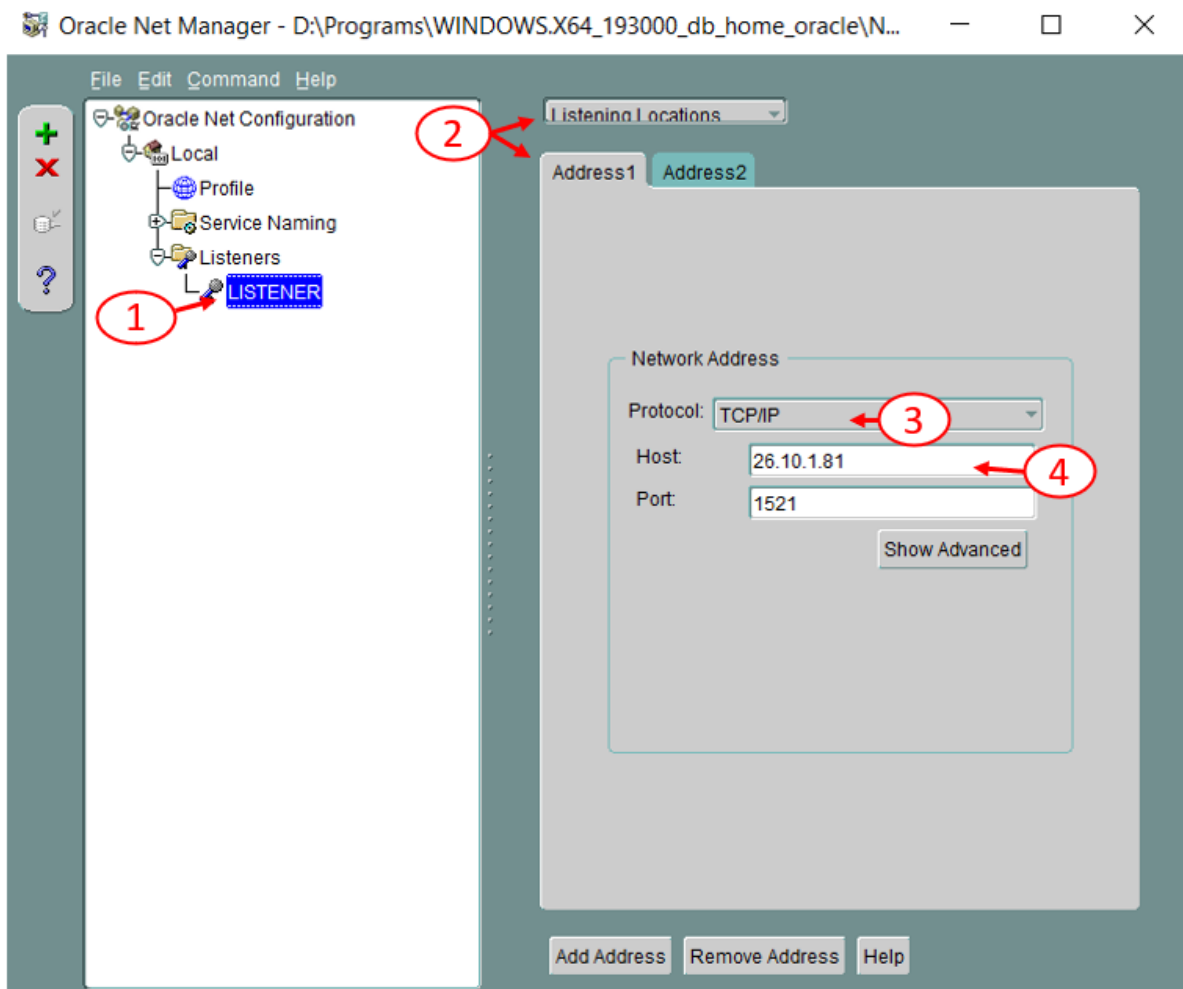 Oracle Net Manager - D:\Programs\WINDOWS.X64_193000_db_home_oracle\N...
File Edit Command Help
Oracle Net Configuration
Local
Profile
Service Naming
Listeners
LISTENER
1
2
Listening Locations
Address1 Address2
Network Address
Protocol: TCP/IP
3
Host: 26.10.1.81
4
Port: 1521
Show Advanced
Add Address Remove Address Help